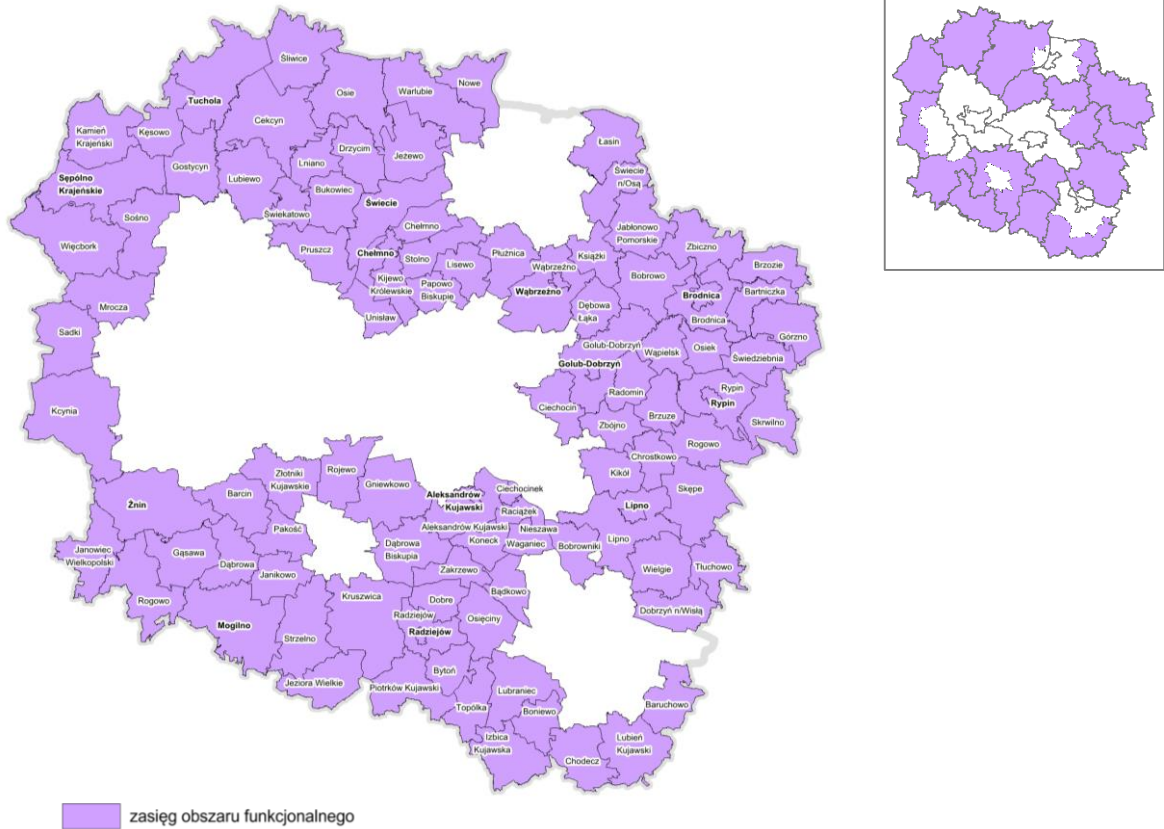 Śliwice
Nowe
Osie
Warlubie
Tuchola
Cekcyn
Kamień
Krajeński
Kęsowo
Łasin
Drzycim
Jeżewo
Gostycyn
Lniano
Świecie
n/Osą
Sępólno
Krajeńskie
Lubiewo
Bukowiec
Świecie
Świekatowo
Sośno
Chełmno
Jabłonowo
Pomorskie
Więcbork
Pruszcz
Chełmno
Stolno
Lisewo
Płużnica
Książki
Zbiczno
Wąbrzeźno
Bobrowo
Brzozie
Kijewo
Królewskie
Papowo
Biskupie
Wąbrzeźno
Brodnica
Bartniczka
Mrocza
Dębowa
Łąka
Unisław
Brodnica
Sadki
Górzno
Golub-Dobrzyń
Wąpielsk
Osiek
Świedziebnia
Golub-Dobrzyń
Radomin
Rypin
Rypin
Kcynia
Ciechocin
Brzuze
Skrwilno
Zbójno
Rogowo
Chrostkowo
Złotniki
Kujawskie
Rojewo
Kikół
Gniewkowo
Skępe
Ciechocinek
Barcin
Aleksandrów
Kujawski
Żnin
Raciążek
Lipno
Pakość
Aleksandrów Kujawski
Nieszawa
Koneck
Waganiec
Lipno
Dąbrowa
Biskupia
Bobrowniki
Janowiec
Wielkopolski
Gąsawa
Dąbrowa
Janikowo
Zakrzewo
Wielgie
Tłuchowo
Bądkowo
Kruszwica
Dobre
Rogowo
Radziejów
Osięciny
Dobrzyń n/Wisłą
Mogilno
Radziejów
Strzelno
Bytoń
Jeziora Wielkie
Piotrków Kujawski
Lubraniec
Baruchowo
Topólka
Boniewo
Izbica
Kujawska
Lubień
Kujawski
Chodecz
zasięg obszaru funkcjonalnego